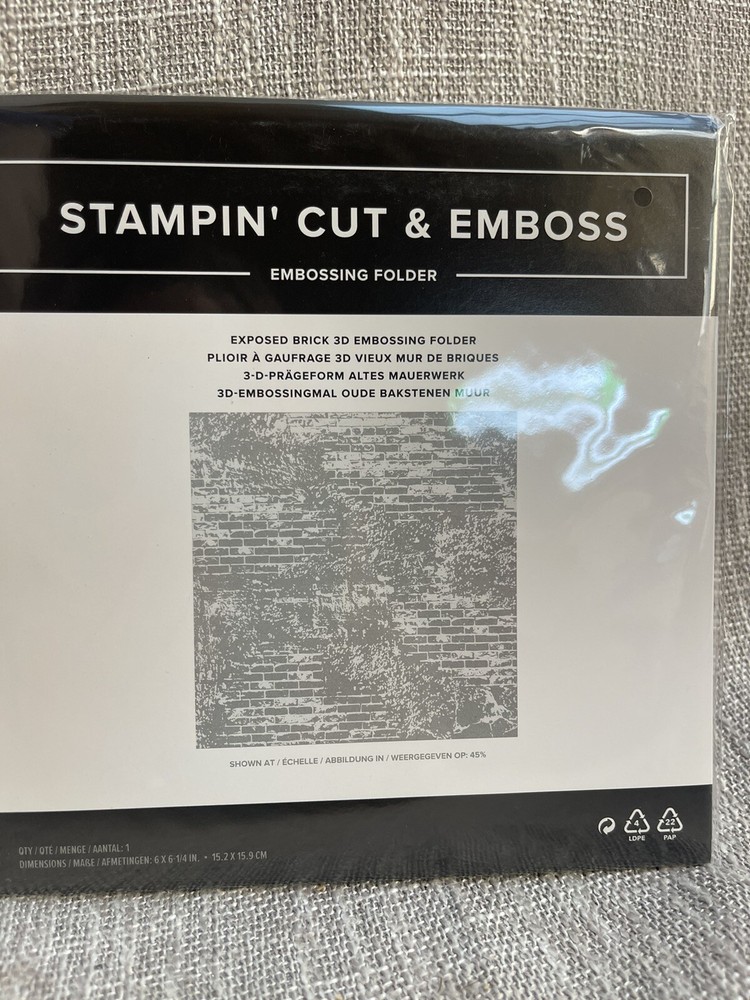 STAMPIN' CUT & EMBOSS
EMBOSSING FOLDER
EXPOSED BRICK 3D EMBOSSING FOLDER
PLIOIR À GAUFRAGE 3D VIEUX MUR DE BRIQUES
3-D-PRÄGEFORM ALTES MAUERWERK
3D-EMBOSSINGMAL OUDE BAKSTENEN MUUR
SHOWN AT / ÉCHELLE / ABBILDUNG IN / WEERGEGEVEN OP: 45%
QTY / QTÉ / MENGE / AANTAL: 1
DIMENSIONS / MAßE / AFMETINGEN: 6 X 6-1/4 IN. • 15.2 X 15.9 CM
4 22
LDPE PAP